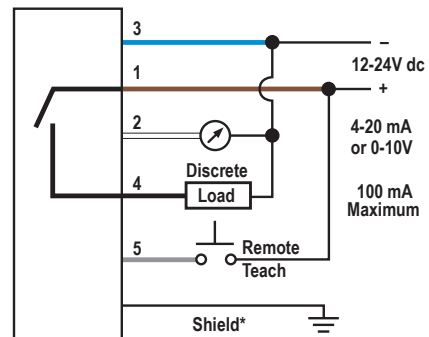 3
–
12-24V dc
1
+
2
4-20 mA
or 0-10V
Discrete
4
Load
100 mA
Maximum
5
Remote
Teach
Shield*